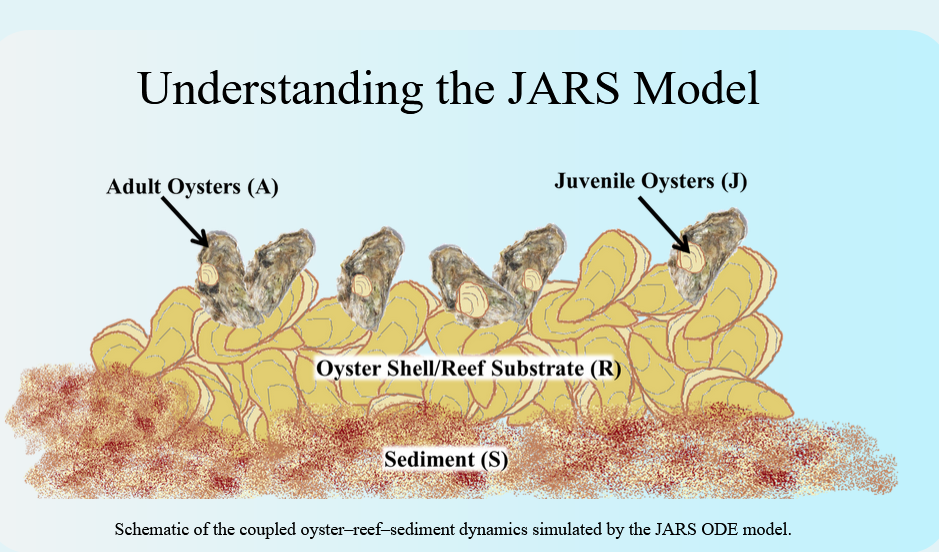 Understanding the JARS Model
Adult Oysters (A)
Juvenile Oysters (J)
Oyster Shell/Reef Substrate (R)
Sediment (S)
Schematic of the coupled oyster–reef–sediment dynamics simulated by the JARS ODE model.